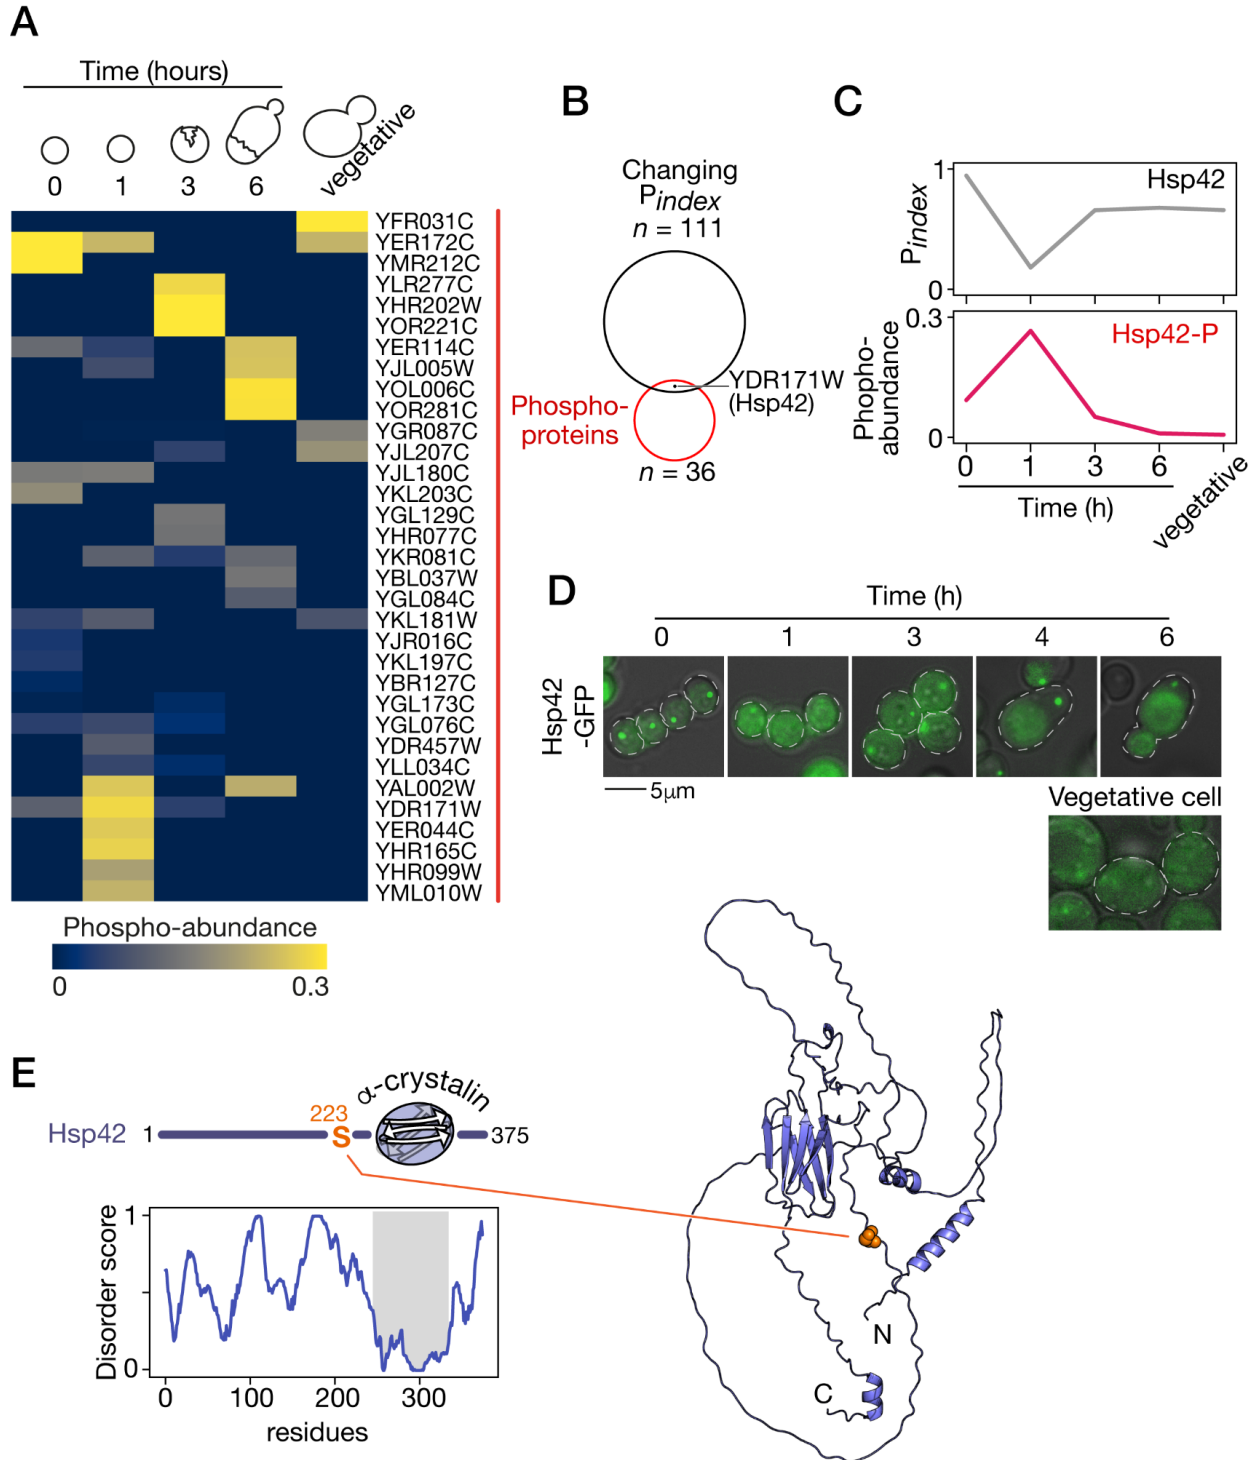 A
Time (hours)
0 1 3 6 vegetative
YFR031C
YER172C
YMR212C
YLR277C
YHR202W
YOR221C
YER114C
YJL005W
YOL006C
YOR281C
YGR087C
YJL207C
YJL180C
YKL203C
YGL129C
YHR077C
YKR081C
YBL037W
YGL084C
YKL181W
YJR016C
YKL197C
YBR127C
YGL173C
YGL076C
YDR457W
YLL034C
YAL002W
YDR171W
YER044C
YHR165C
YHR099W
YML010W
Phospho-abundance
0 0.3
B
Changing
Pindex
n = 111
YDR171W
(Hsp42)
Phospho-
proteins
n = 36
C
Pindex
1
0
Hsp42
Phopho-
abundance
0.3
0
Hsp42-P
0 1 3 6 vegetative
Time (h)
D
Time (h)
0 1 3 4 6
Hsp42
-GFP
5μm
Vegetative cell
E
α-crystalin
223
Hsp42 1 S 375
Disorder score
1
0
0 100 200 300
residues
N
C